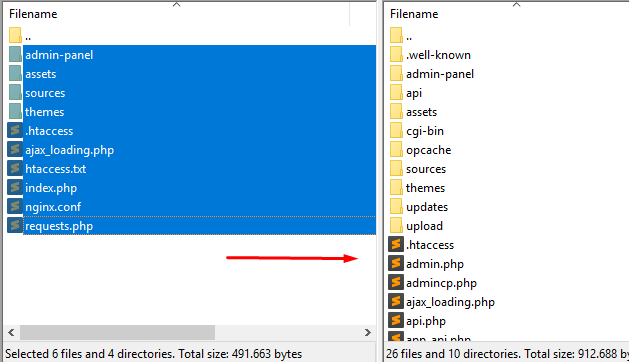 Filename
..
admin-panel
assets
sources
themes
.htaccess
ajax_loading.php
htaccess.txt
index.php
nginx.conf
requests.php
Selected 6 files and 4 directories. Total size: 491.663 bytes
Filename
..
.well-known
admin-panel
api
assets
cgi-bin
opcache
sources
themes
updates
upload
.htaccess
admin.php
admincp.php
ajax_loading.php
api.php
app_api.php
26 files and 10 directories. Total size: 912.688 bytes